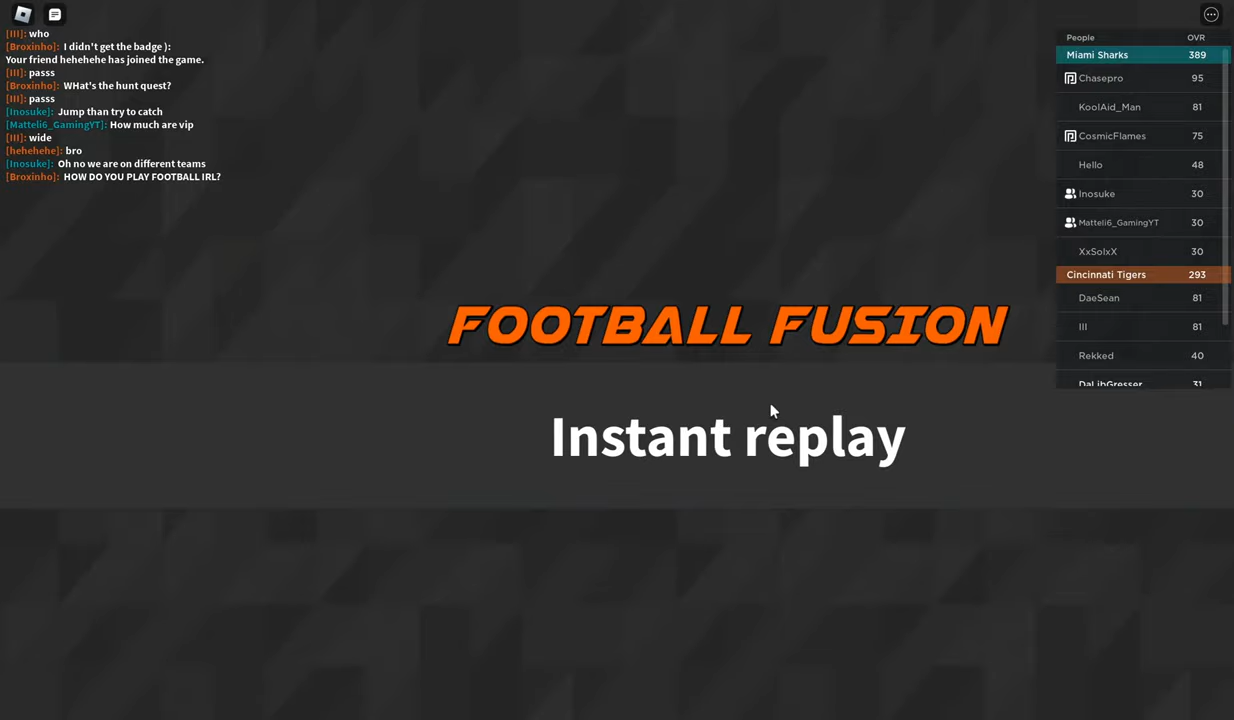 [III]: who
[Broxinho]: I didn't get the badge ):
Your friend hehehehe has joined the game.
[III]: passs
[Broxinho]: WHat's the hunt quest?
[III]: passs
[Inosuke]: Jump than try to catch
[Matteli6_GamingYT]: How much are vip
[III]: wide
[hehehehe]: bro
[Inosuke]: Oh no we are on different teams
[Broxinho]: HOW DO YOU PLAY FOOTBALL IRL?
FOOTBALL FUSION
Instant replay
People OVR
Miami Sharks 389
Chasepro 95
KoolAid_Man 81
CosmicFlames 75
Hello 48
Inosuke 30
Matteli6_GamingYT 30
XxSolxX 30
Cincinnati Tigers 293
DaeSean 81
III 81
Rekked 40
DaLibGresser 31